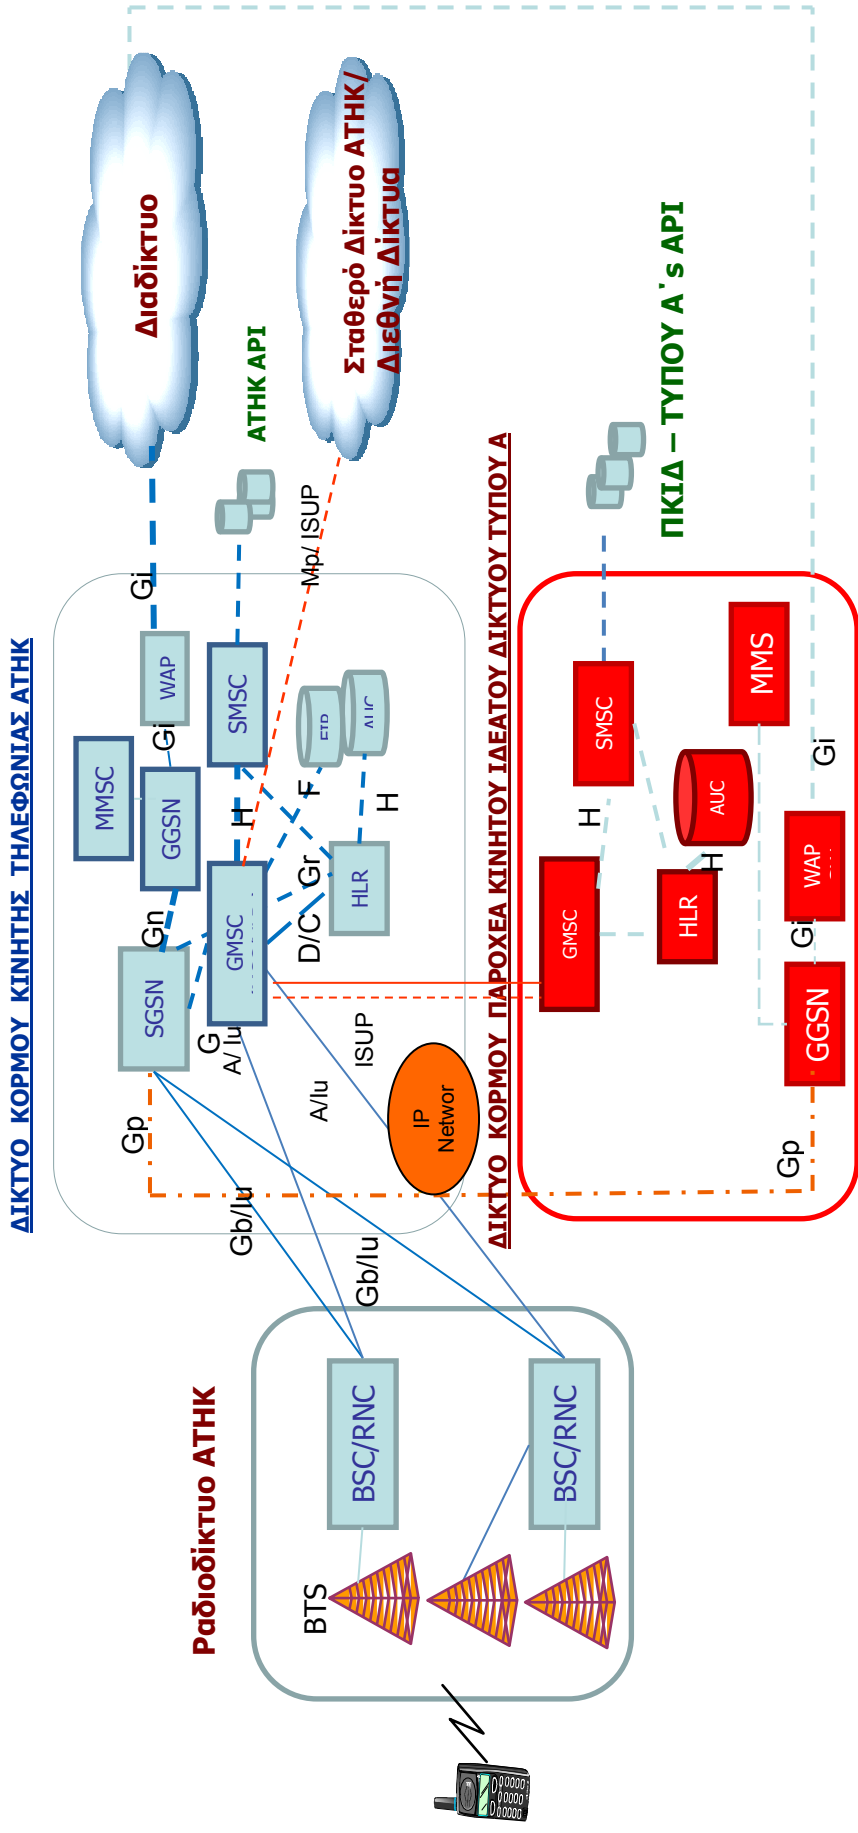 ΔΙΚΤΥΟ ΚΟΡΜΟΥ ΚΙΝΗΤΗΣ ΤΗΛΕΦΩΝΙΑΣ ΑΤΗΚ
Διαδίκτυο
Gi
WAP
Gi
MMSC
GGSN
Gn
SGSN
Gp
ATHK API
SMSC
H
GMSC
G
A/ Iu
Gb/Iu
Σταθερό Δίκτυο ΑΤΗΚ/
Διεθνή Δίκτυα
Mp/ ISUP
AUC
F
H
Gr
HLR
D/C
ISUP
A/Iu
IP
Networ
Gb/Iu
Ραδιοδίκτυο ΑΤΗΚ
BSC/RNC
BTS
BSC/RNC
ΔΙΚΤΥΟ ΚΟΡΜΟΥ ΠΑΡΟΧΕΑ ΚΙΝΗΤΟΥ ΙΔΕΑΤΟΥ ΔΙΚΤΥΟΥ ΤΥΠΟΥ Α
ΠΚΙΔ – ΤΥΠΟΥ Α`s API
SMSC
H
GMSC
MMS
AUC
H
HLR
Gi
WAP
Gi
GGSN
Gp